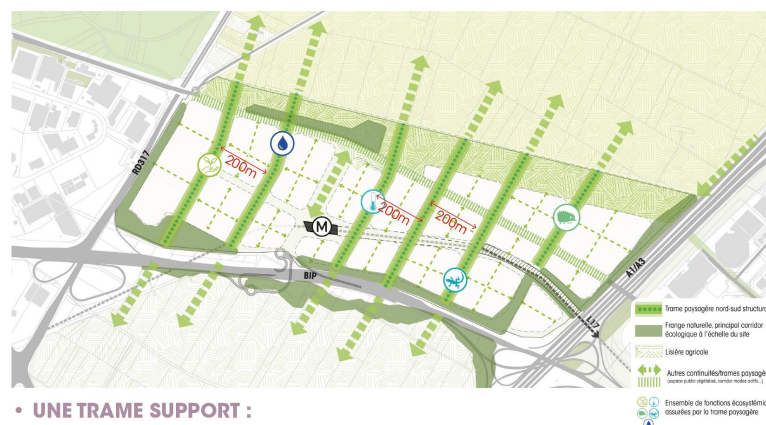 RD317
200m
200m
200m
M
BIP
A1/A3
L17
Trame paysagère nord-sud structura
Frange naturelle, principal corridor
écologique à l'échelle du site
Lisière agricole
Autres continuités/trames paysagè
(espace public végétalisé, corridor modes actifs...)
Ensemble de fonctions écosystémic
assurées par la trame paysagère
• UNE TRAME SUPPORT :